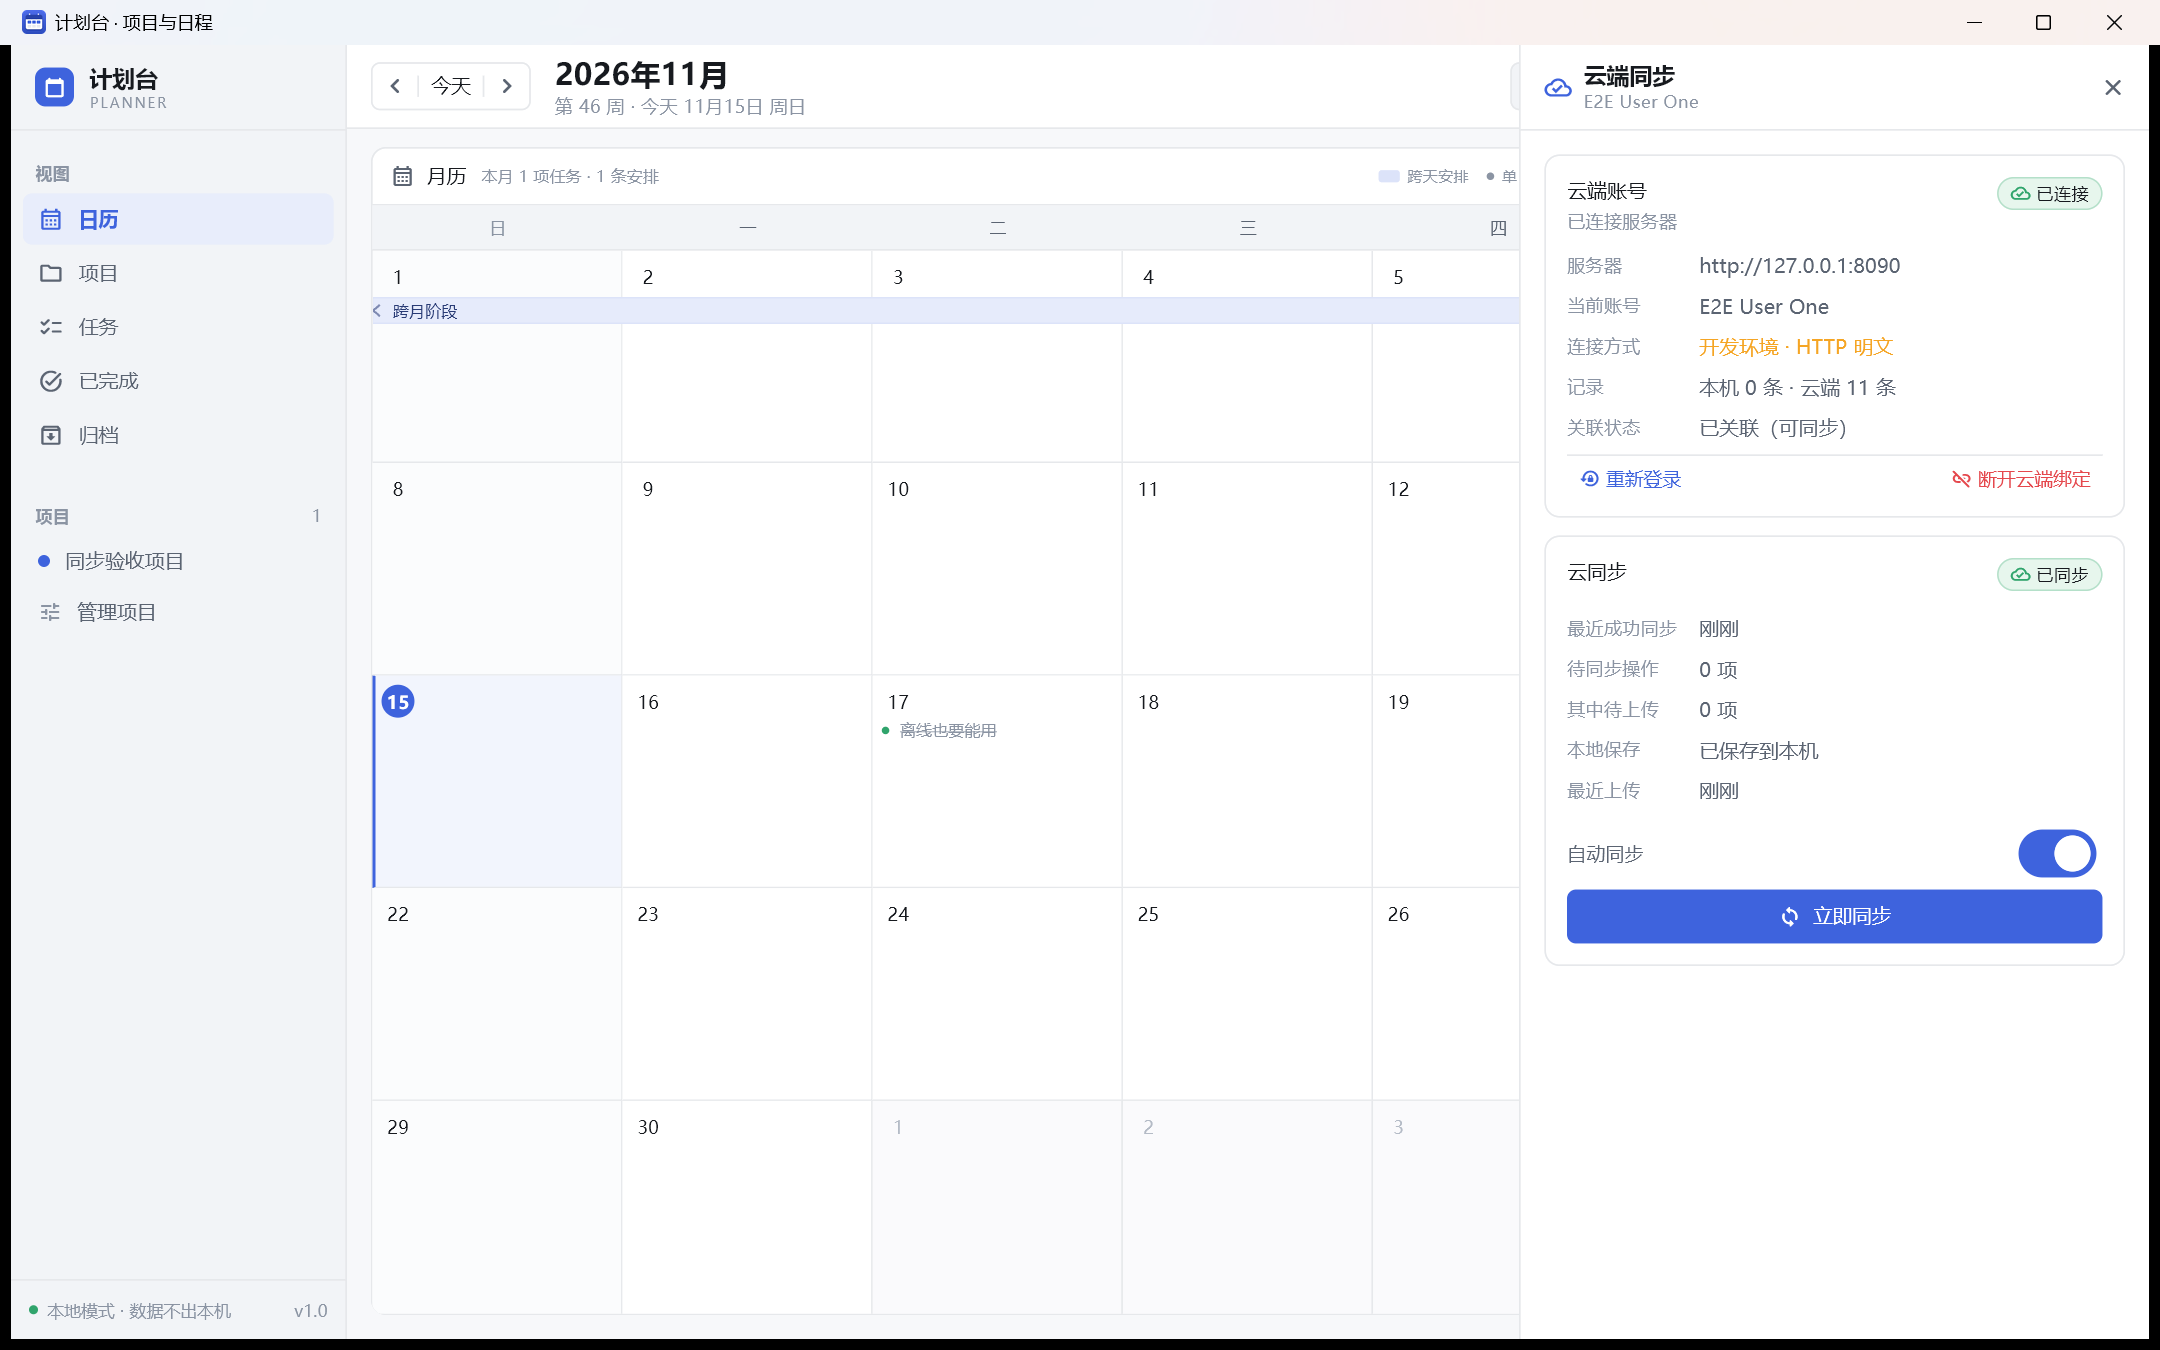 计划台 · 项目与日程
计划台
PLANNER
视图
日历
项目
任务
已完成
归档
项目 1
同步验收项目
管理项目
本地模式 · 数据不出本机 v1.0
今天
2026年11月
第 46 周 · 今天 11月15日 周日
月历 本月 1 项任务 · 1 条安排 跨天安排 单
日 一 二 三 四
1 2 3 4 5
跨月阶段
8 9 10 11 12
15 16 17 18 19
离线也要能用
22 23 24 25 26
29 30 1 2 3
云端同步
E2E User One
云端账号 已连接
已连接服务器
服务器 http://127.0.0.1:8090
当前账号 E2E User One
连接方式 开发环境 · HTTP 明文
记录 本机 0 条 · 云端 11 条
关联状态 已关联（可同步）
重新登录 断开云端绑定
云同步 已同步
最近成功同步 刚刚
待同步操作 0 项
其中待上传 0 项
本地保存 已保存到本机
最近上传 刚刚
自动同步
立即同步